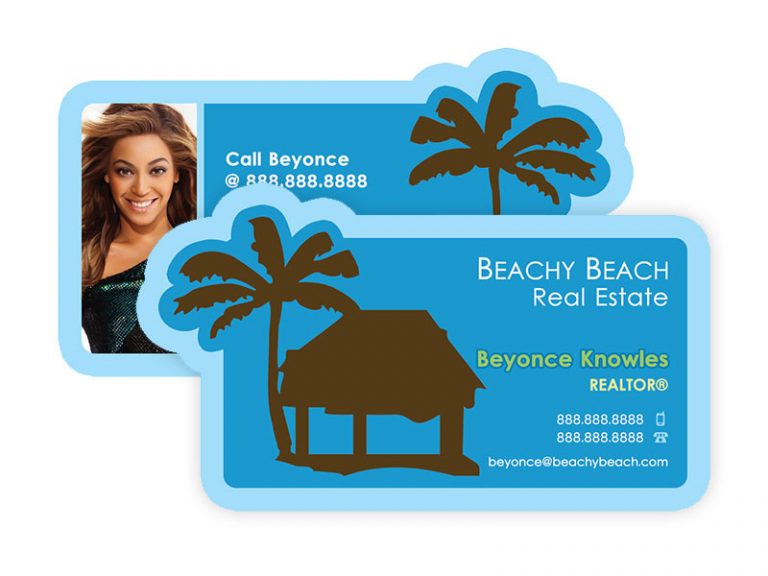 Call Beyonce
@ 888.888.8888
BEACHY BEACH
Real Estate
Beyonce Knowles
REALTOR®
888.888.8888
888.888.8888
beyonce@beachybeach.com